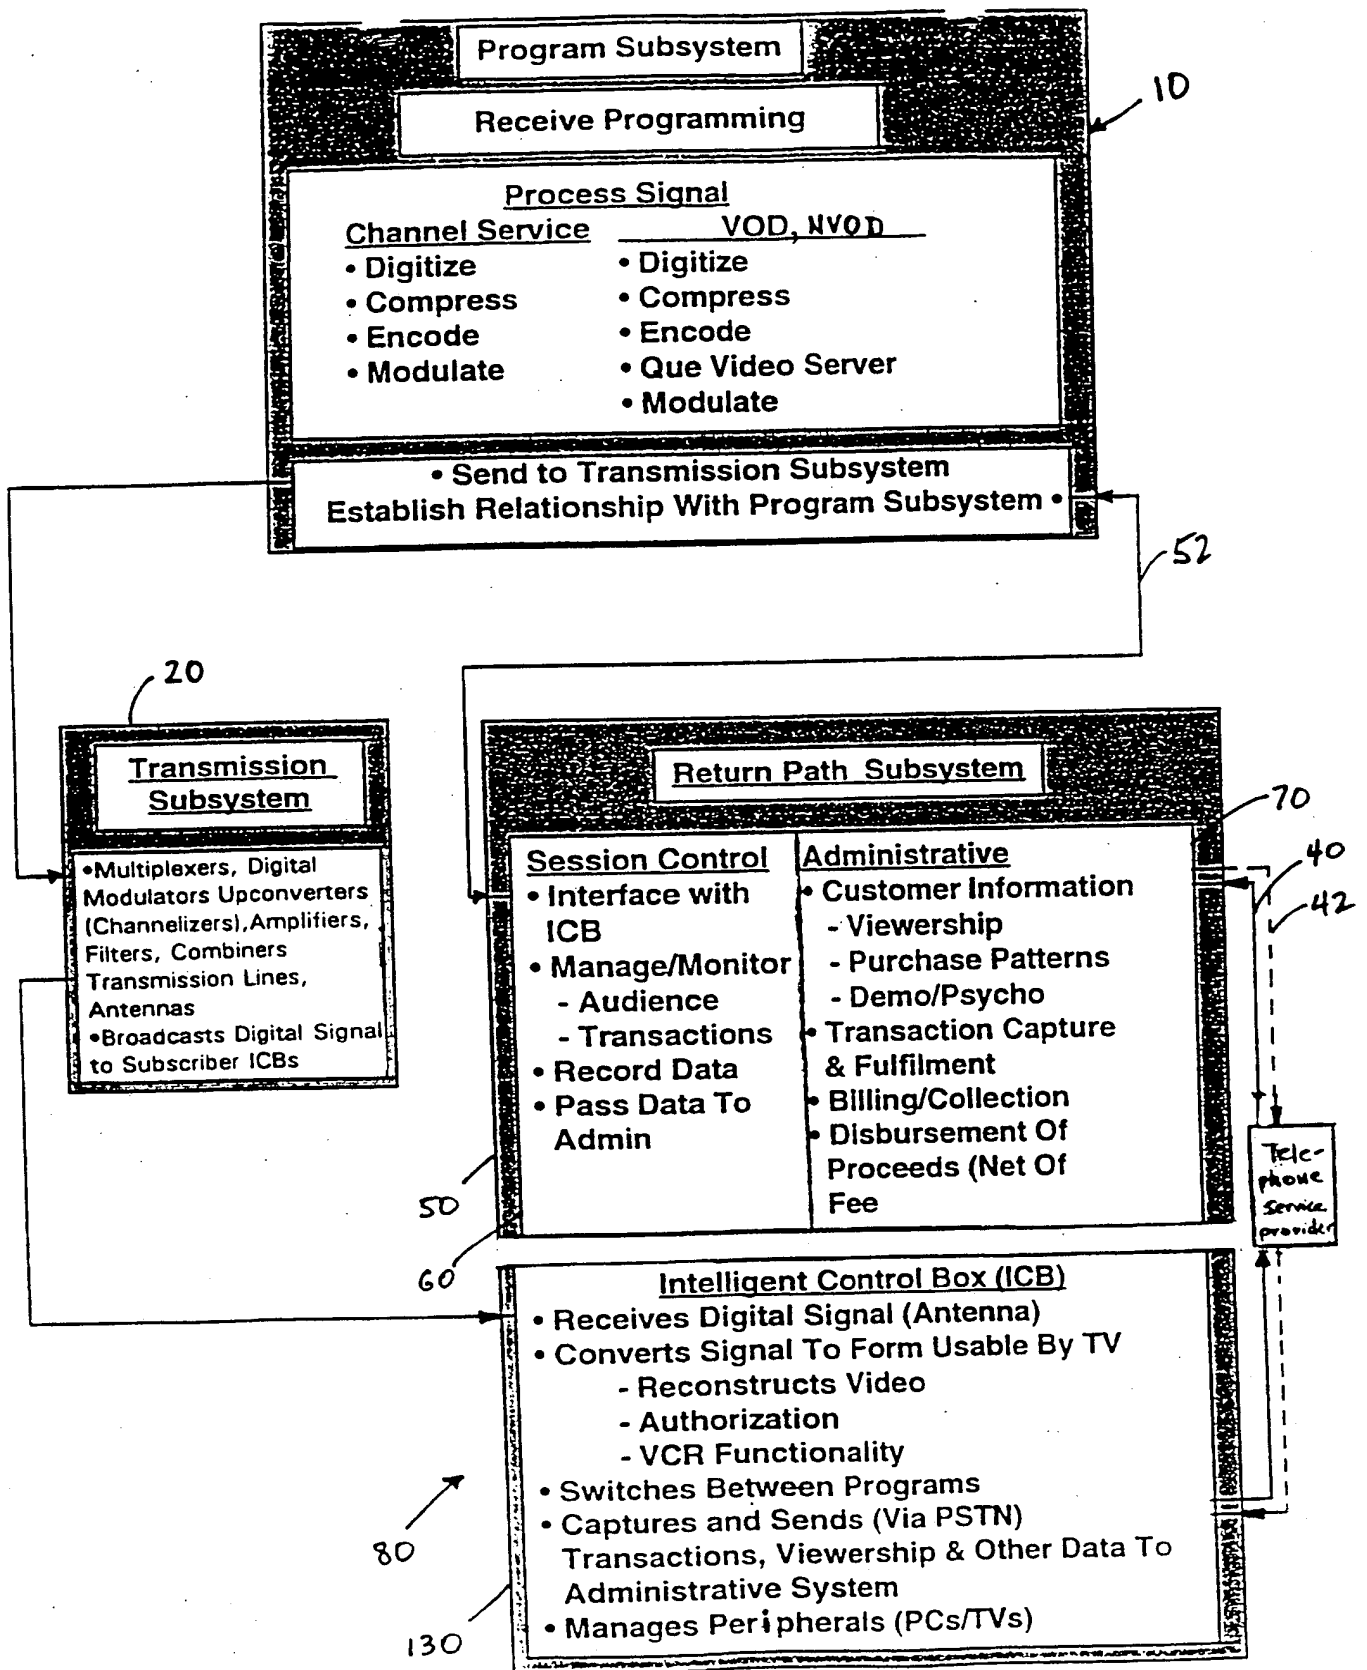 Program Subsystem
Receive Programming
10
Process Signal
Channel Service
• Digitize
• Compress
• Encode
• Modulate
VOD, NVOD
• Digitize
• Compress
• Encode
• Que Video Server
• Modulate
• Send to Transmission Subsystem
Establish Relationship With Program Subsystem •
52
20
Transmission
Subsystem
•Multiplexers, Digital
Modulators Upconverters
(Channelizers),Amplifiers,
Filters, Combiners
Transmission Lines,
Antennas
•Broadcasts Digital Signal
to Subscriber ICBs
Return Path Subsystem
70
40
42
Session Control
• Interface with
ICB
• Manage/Monitor
- Audience
- Transactions
• Record Data
• Pass Data To
Admin
Administrative
• Customer Information
- Viewership
- Purchase Patterns
- Demo/Psycho
• Transaction Capture
& Fulfilment
• Billing/Collection
• Disbursement Of
Proceeds (Net Of
Fee
50
60
Tele-
phone
service
provider
Intelligent Control Box (ICB)
• Receives Digital Signal (Antenna)
• Converts Signal To Form Usable By TV
- Reconstructs Video
- Authorization
- VCR Functionality
• Switches Between Programs
• Captures and Sends (Via PSTN)
Transactions, Viewership & Other Data To
Administrative System
• Manages Peripherals (PCs/TVs)
80
130